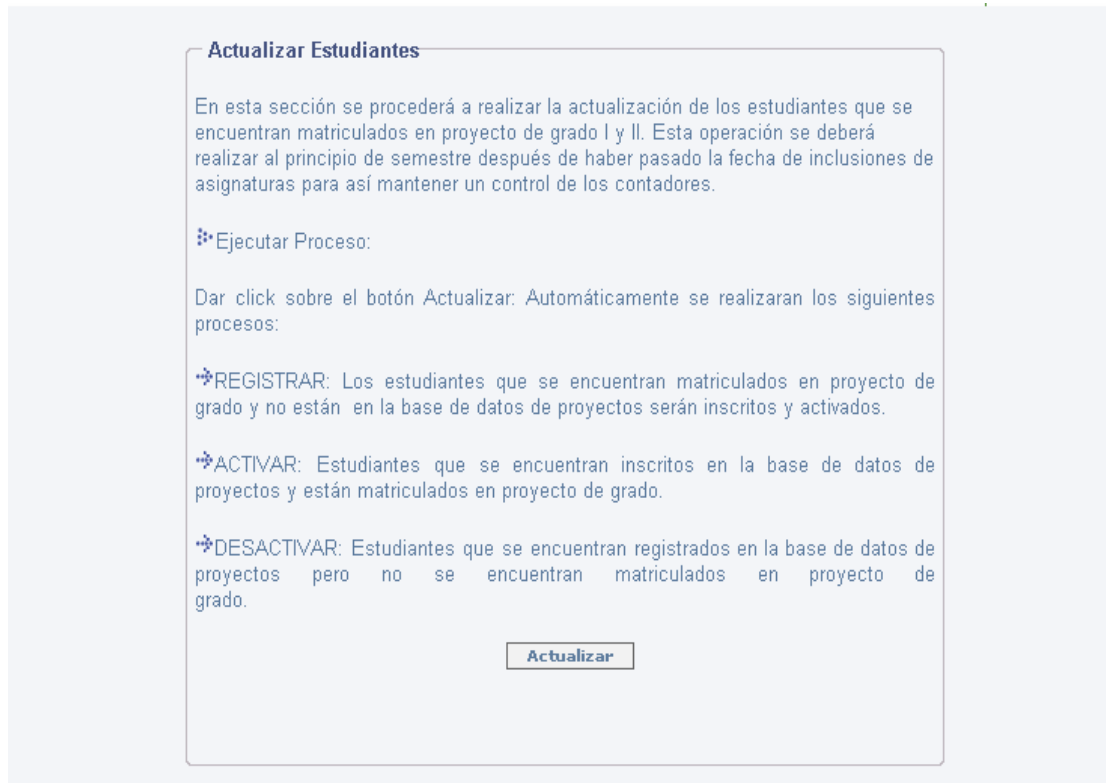 Actualizar Estudiantes
En esta sección se procederá a realizar la actualización de los estudiantes que se
encuentran matriculados en proyecto de grado I y II. Esta operación se deberá
realizar al principio de semestre después de haber pasado la fecha de inclusiones de
asignaturas para así mantener un control de los contadores.
Ejecutar Proceso:
Dar click sobre el botón Actualizar: Automáticamente se realizaran los siguientes
procesos:
REGISTRAR: Los estudiantes que se encuentran matriculados en proyecto de
grado y no están en la base de datos de proyectos serán inscritos y activados.
ACTIVAR: Estudiantes que se encuentran inscritos en la base de datos de
proyectos y están matriculados en proyecto de grado.
DESACTIVAR: Estudiantes que se encuentran registrados en la base de datos de
proyectos pero no se encuentran matriculados en proyecto de
grado.
Actualizar